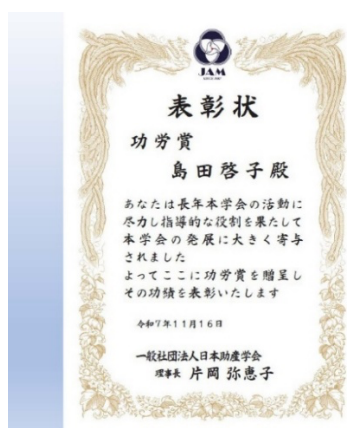 JAM
表彰状
功労賞
島田啓子殿
あなたは長年本学会の活動に
尽力し指導的な役割を果たして
本学会の発展に大きく寄与
されました
よってここに功労賞を贈呈し
その功績を表彰いたします
令和7年11月16日
一般社団法人日本助産学会
理事長 片岡 弥恵子